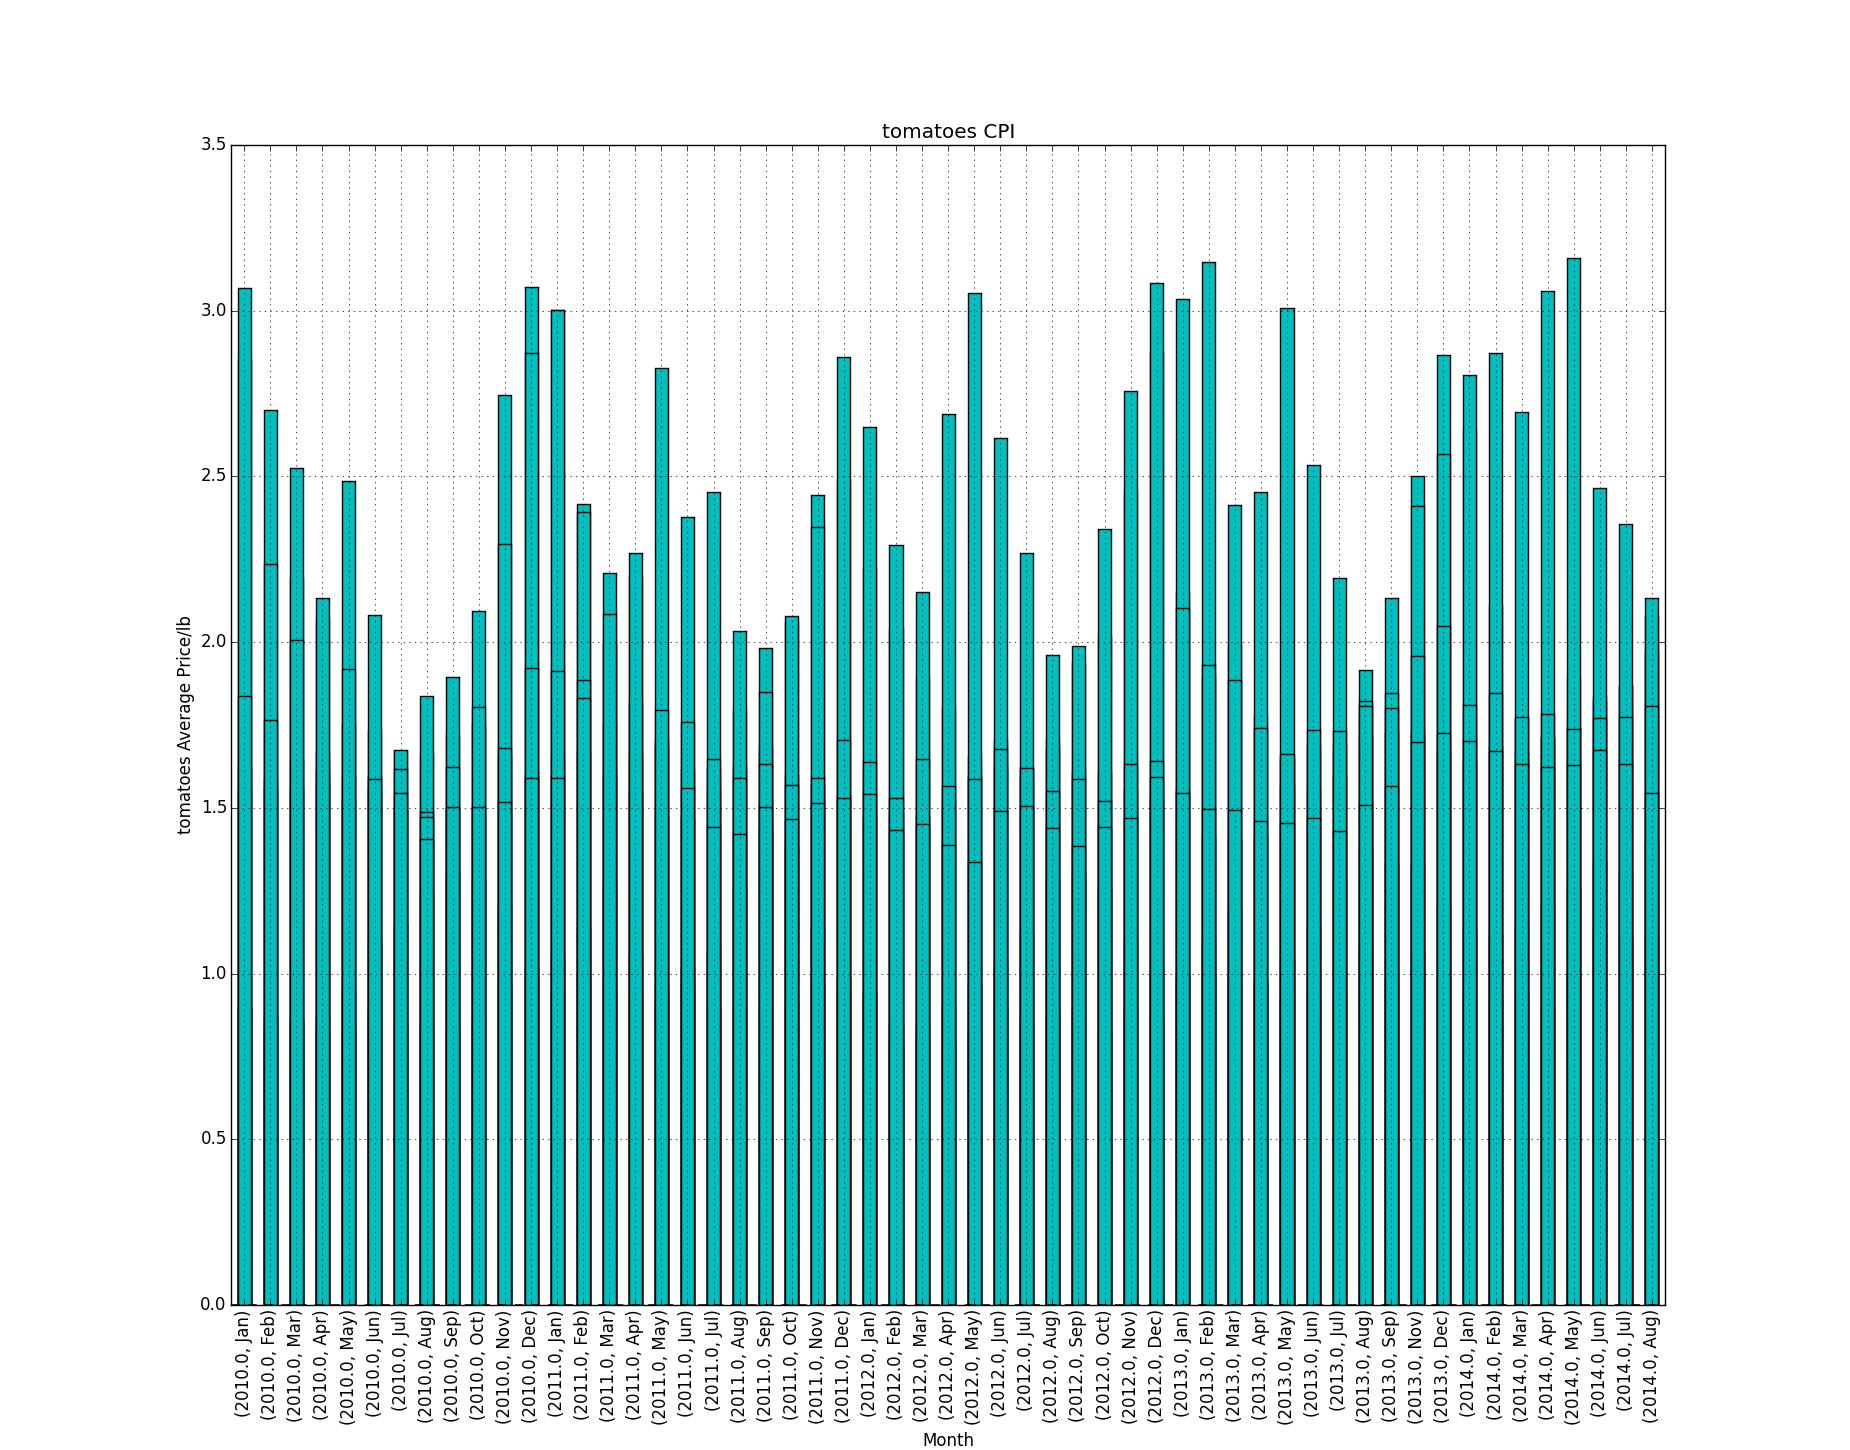 tomatoes CPI
3.5
3.0
2.5
2.0
1.5
1.0
0.5
0.0
tomatoes Average Price/lb
(2010.0, Jan)
(2010.0, Feb)
(2010.0, Mar)
(2010.0, Apr)
(2010.0, May)
(2010.0, Jun)
(2010.0, Jul)
(2010.0, Aug)
(2010.0, Sep)
(2010.0, Oct)
(2010.0, Nov)
(2010.0, Dec)
(2011.0, Jan)
(2011.0, Feb)
(2011.0, Mar)
(2011.0, Apr)
(2011.0, May)
(2011.0, Jun)
(2011.0, Jul)
(2011.0, Aug)
(2011.0, Sep)
(2011.0, Oct)
(2011.0, Nov)
(2011.0, Dec)
(2012.0, Jan)
(2012.0, Feb)
(2012.0, Mar)
(2012.0, Apr)
(2012.0, May)
(2012.0, Jun)
(2012.0, Jul)
(2012.0, Aug)
(2012.0, Sep)
(2012.0, Oct)
(2012.0, Nov)
(2012.0, Dec)
(2013.0, Jan)
(2013.0, Feb)
(2013.0, Mar)
(2013.0, Apr)
(2013.0, May)
(2013.0, Jun)
(2013.0, Jul)
(2013.0, Aug)
(2013.0, Sep)
(2013.0, Nov)
(2013.0, Dec)
(2014.0, Jan)
(2014.0, Feb)
(2014.0, Mar)
(2014.0, Apr)
(2014.0, May)
(2014.0, Jun)
(2014.0, Jul)
(2014.0, Aug)
Month